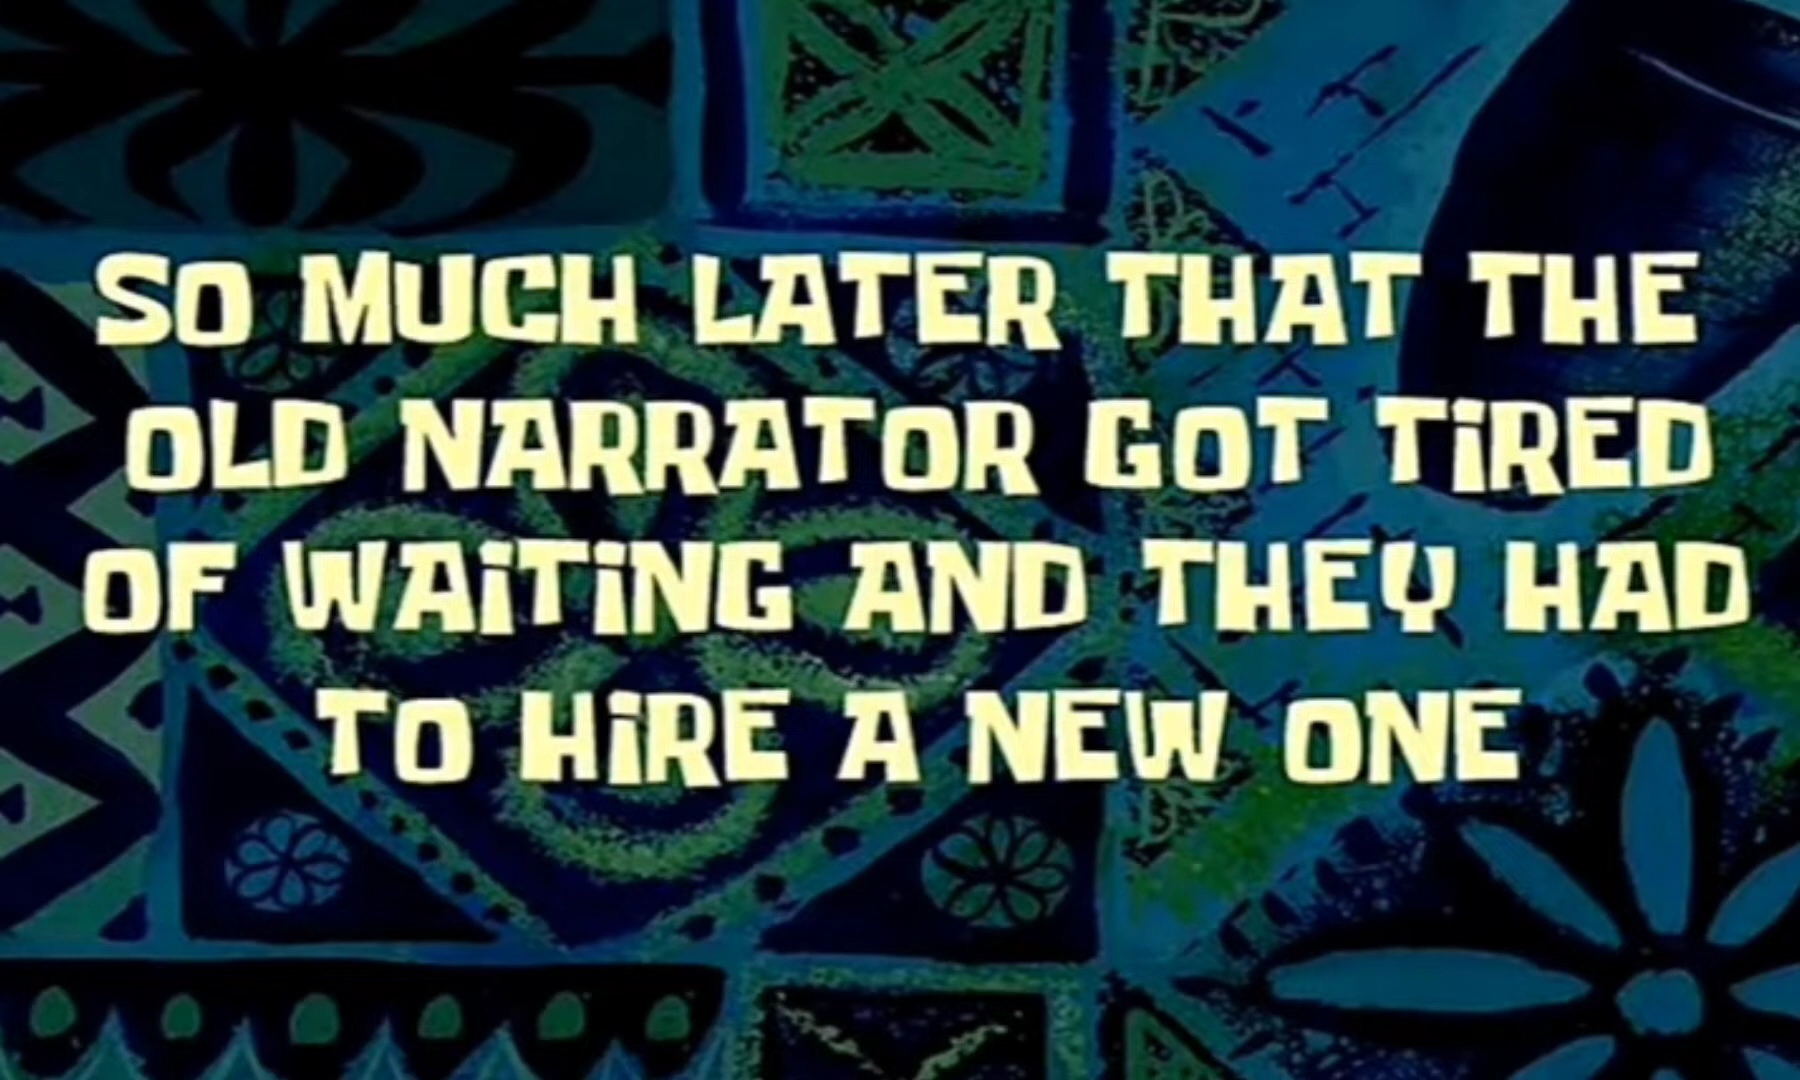 SO MUCH LATER THAT THE
OLD NARRATOR GOT TiRED
OF WAiTiNG AND THEY HAD
TO HiRE A NEW ONE